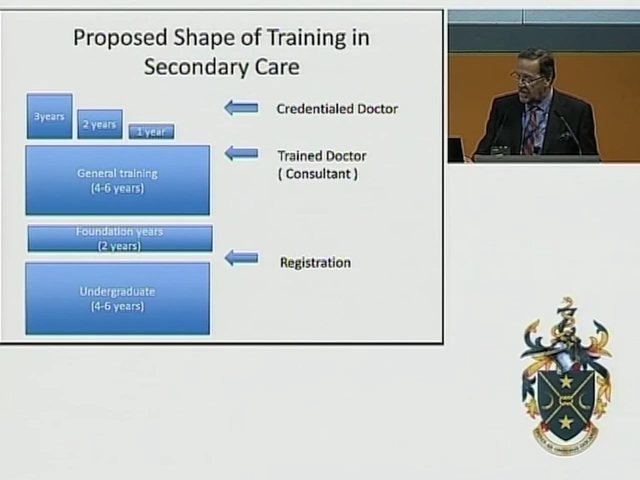 Proposed Shape of Training in
Secondary Care
3years
2 years
1 year
Credentialed Doctor
Trained Doctor
( Consultant )
General training
(4-6 years)
Foundation years
(2 years)
Registration
Undergraduate
(4-6 years)